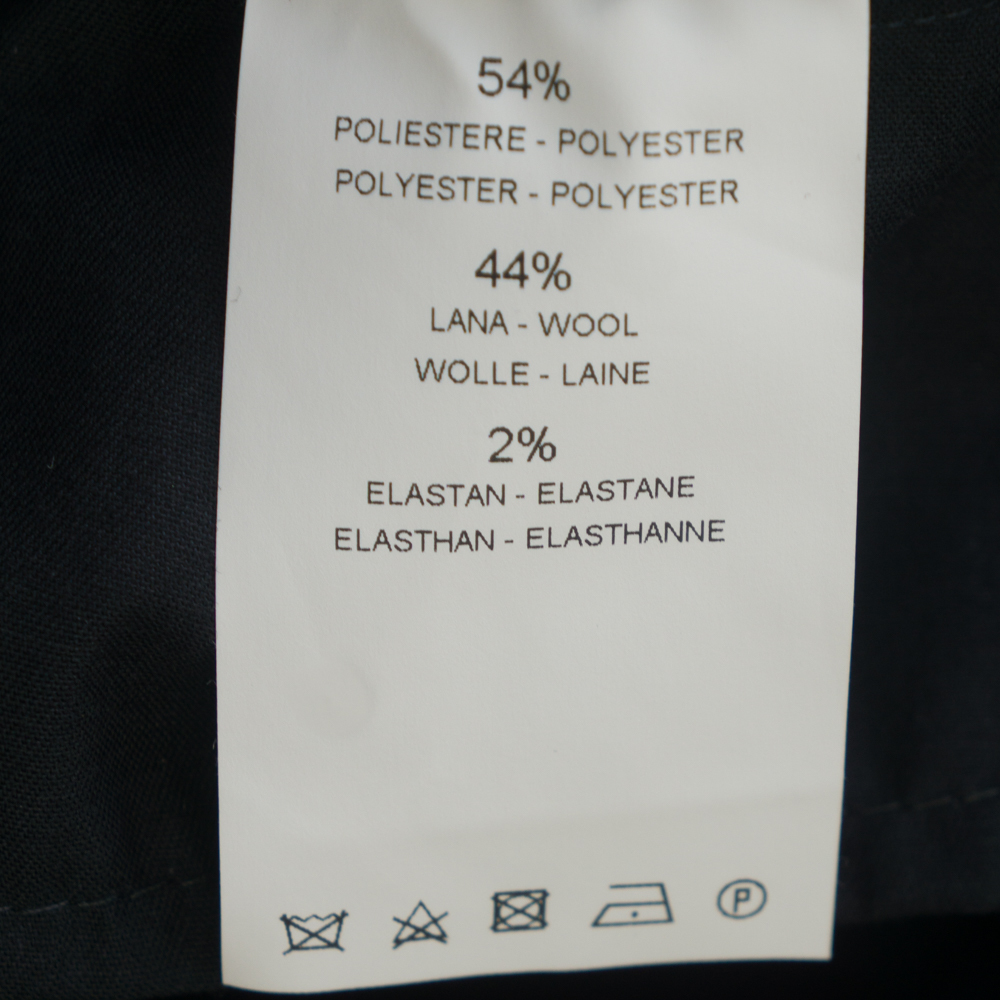 54%
POLIESTERE - POLYESTER
POLYESTER - POLYESTER
44%
LANA - WOOL
WOLLE - LAINE
2%
ELASTAN - ELASTANE
ELASTHAN - ELASTHANNE
P